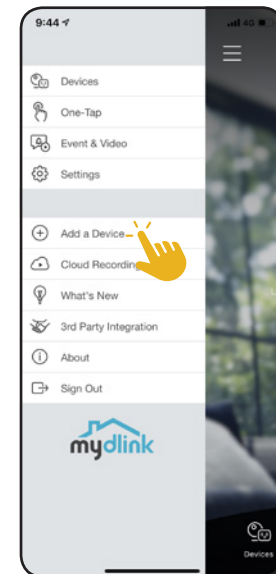 9:44 4G
Devices
One-Tap
Event & Video
Settings
Add a Device
Cloud Recording
What's New
3rd Party Integration
About
Sign Out
mydlink
Devices